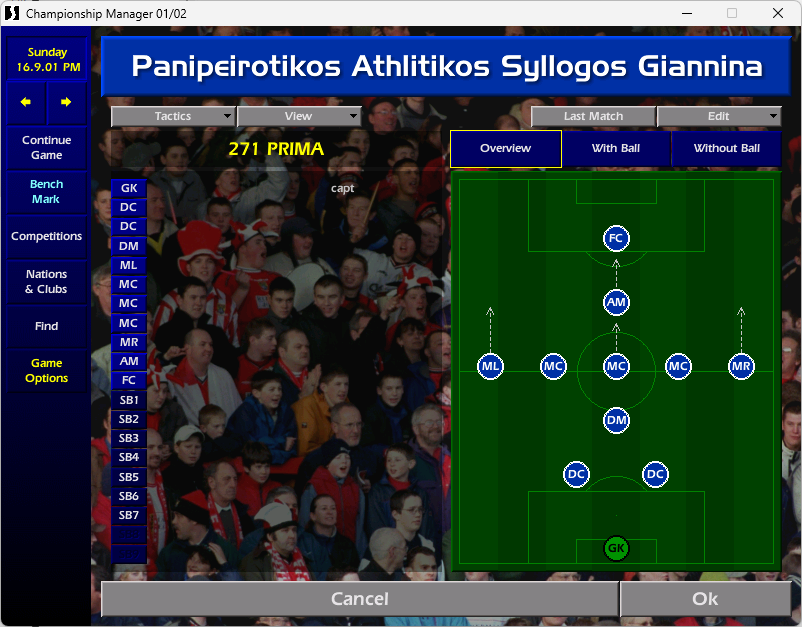 Championship Manager 01/02
Sunday
16.9.01 PM
Continue
Game
Bench
Mark
Competitions
Nations
& Clubs
Find
Game
Options
Panipeirotikos Athlitikos Syllogos Giannina
Tactics
View
Last Match
Edit
271 PRIMA
Overview
With Ball
Without Ball
GK
capt
DC
DC
DM
ML
MC
MC
MC
MR
AM
FC
SB1
SB2
SB3
SB4
SB5
SB6
SB7
FC
AM
ML MC MC MC MR
DM
DC DC
GK
Cancel
Ok